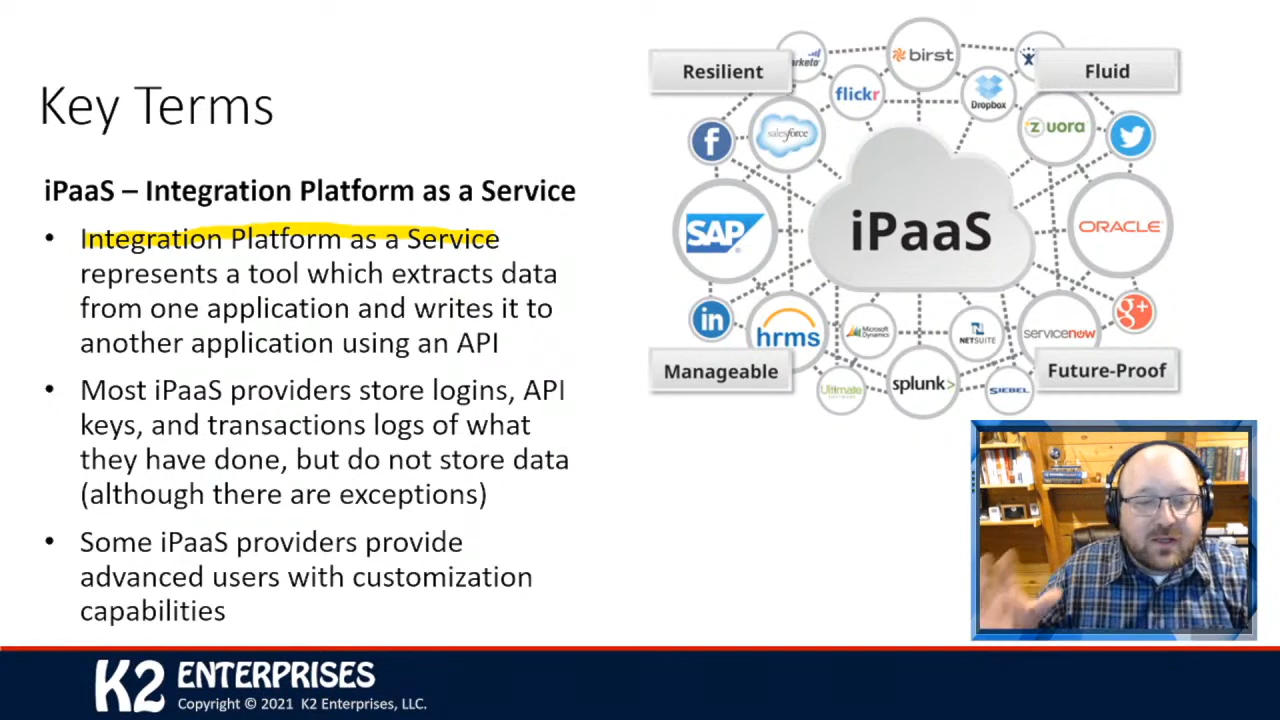 Key Terms
iPaaS – Integration Platform as a Service
• Integration Platform as a Service
represents a tool which extracts data
from one application and writes it to
another application using an API
• Most iPaaS providers store logins, API
keys, and transactions logs of what
they have done, but do not store data
(although there are exceptions)
• Some iPaaS providers provide
advanced users with customization
capabilities
Resilient
birst
Fluid
flickr
Dropbox
salesforce
zuora
SAP
iPaaS
ORACLE
in
hrms
Microsoft Dynamics
NETSUITE
servicenow
g+
Manageable
Ultimate
splunk>
SIEBEL
Future-Proof
K2 ENTERPRISES
Copyright © 2021 K2 Enterprises, LLC.